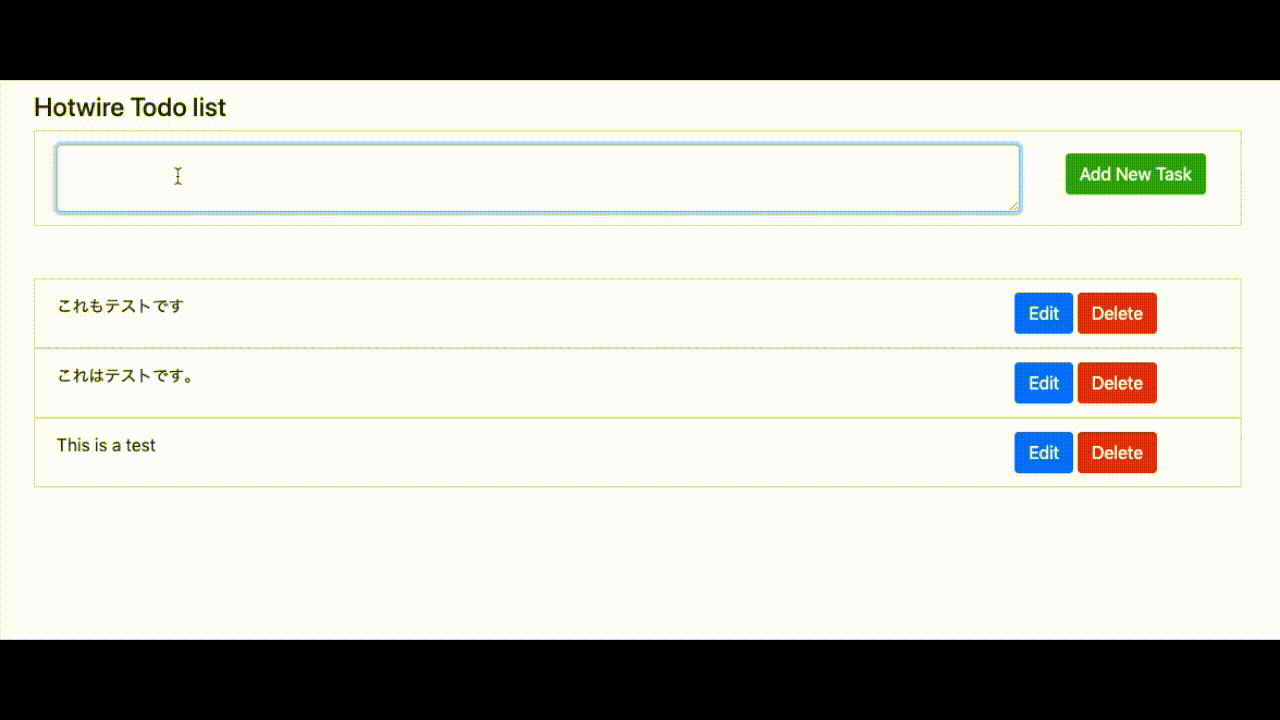 Hotwire Todo list
Add New Task
これもテストです
Edit Delete
これはテストです。
Edit Delete
This is a test
Edit Delete